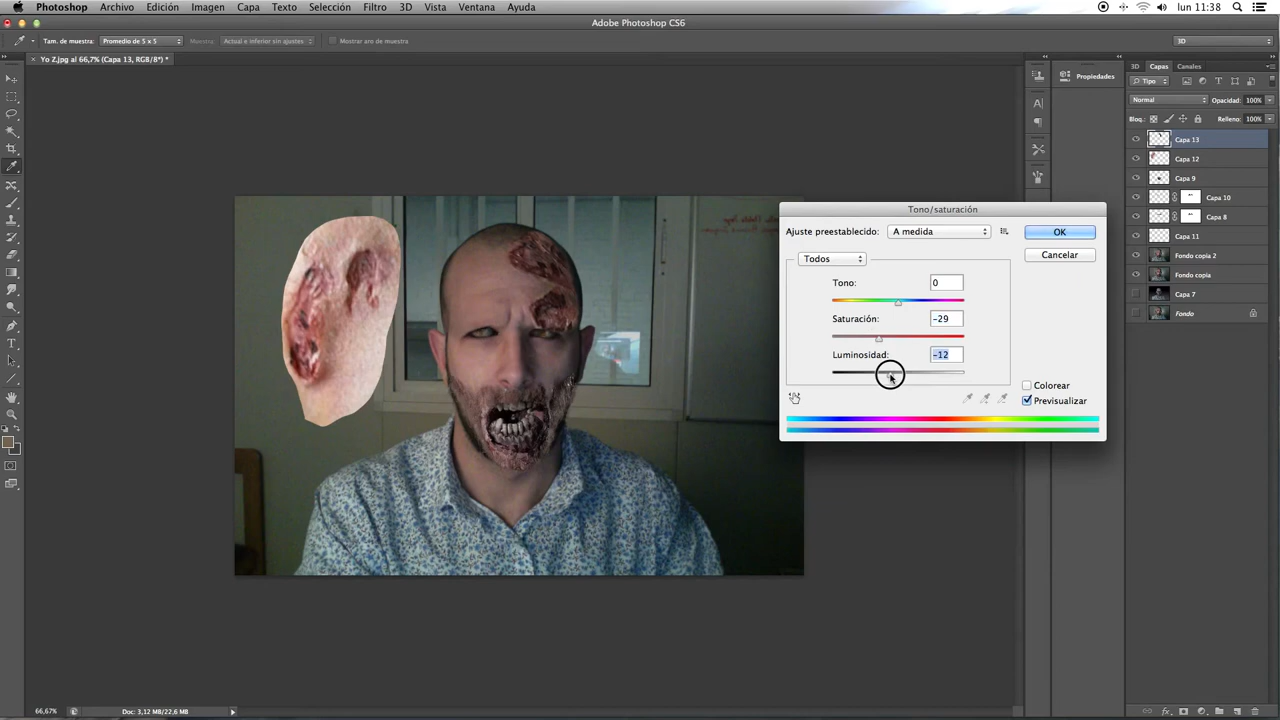 Photoshop Archivo Edición Imagen Capa Texto Selección Filtro 3D Vista Ventana Ayuda lun 11:38
Adobe Photoshop CS6
Tam. de muestra: Promedio de 5 x 5 Muestra: Actual e inferior sin ajustes Mostrar aro de muestra 3D
Yo Z.jpg al 66,7% (Capa 13, RGB/8*) *
Propiedades
3D Capas Canales
Tipo
Normal Opacidad: 100%
Bloq.: Relleno: 100%
Capa 13
Capa 12
Capa 9
Capa 10
Capa 8
Capa 11
Fondo copia 2
Fondo copia
Capa 7
Fondo
Tono/saturación
Ajuste preestablecido: A medida OK
Todos Cancelar
Tono: 0
Saturación: -29
Luminosidad: -12
Colorear
Previsualizar
66,67% Doc: 3,12 MB/22,6 MB